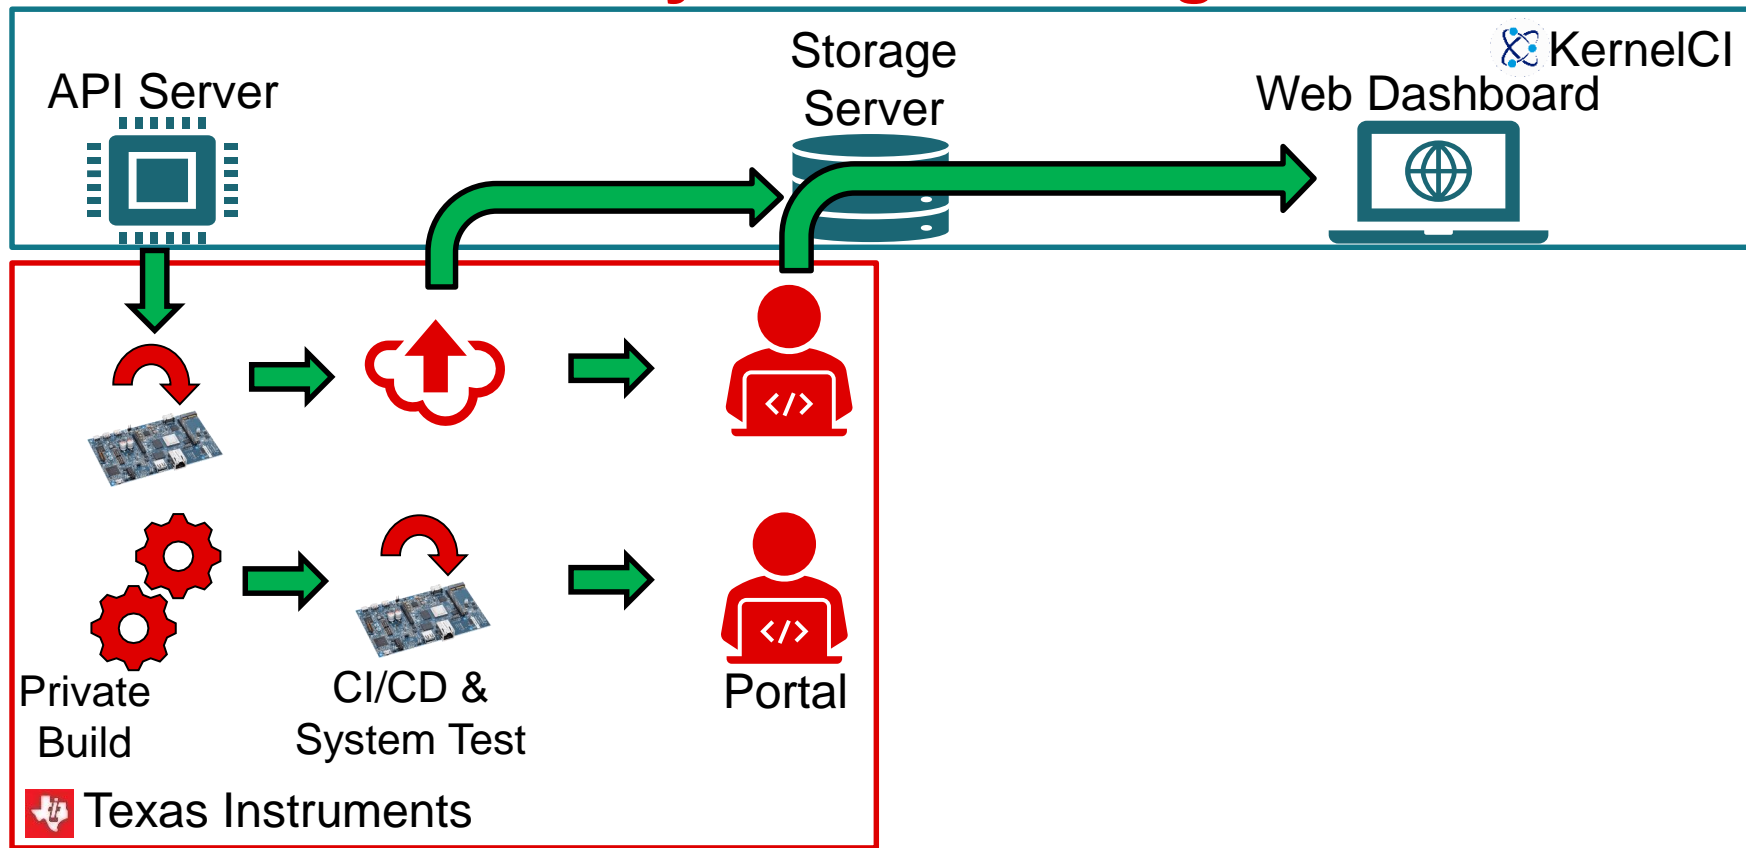 API Server
Storage
Server
KernelCI
Web Dashboard
</>
</>
Private
Build
CI/CD &
System Test
Portal
Texas Instruments